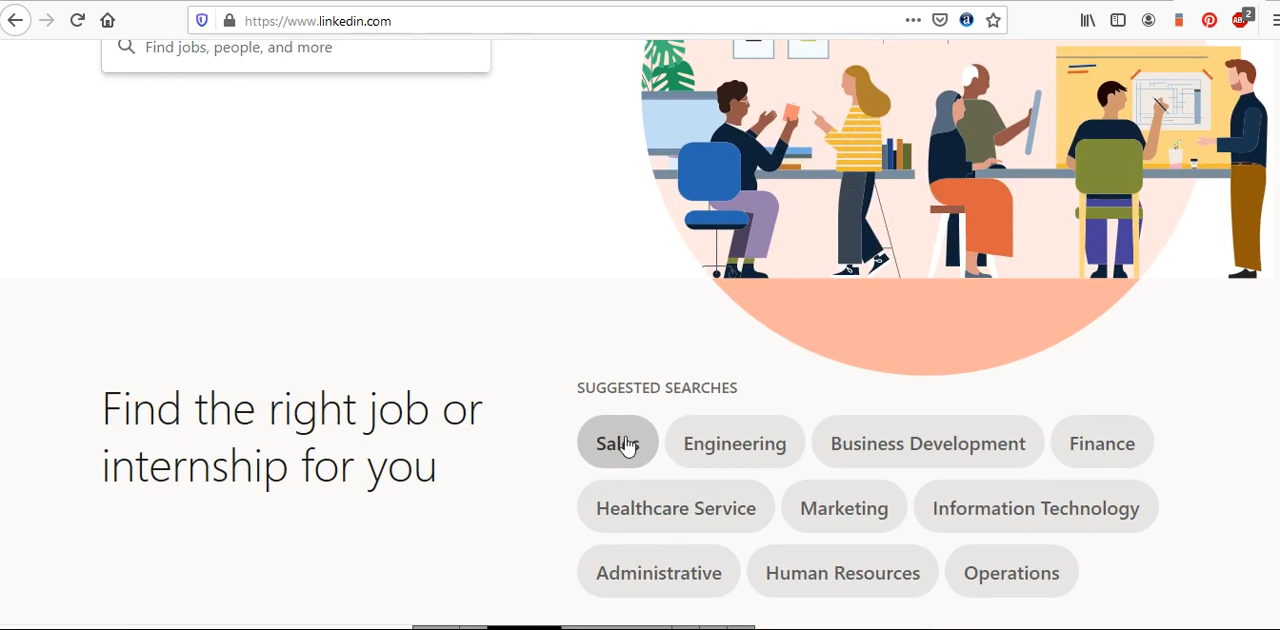 https://www.linkedin.com
2
Find jobs, people, and more
Find the right job or
internship for you
SUGGESTED SEARCHES
Sales Engineering Business Development Finance
Healthcare Service Marketing Information Technology
Administrative Human Resources Operations